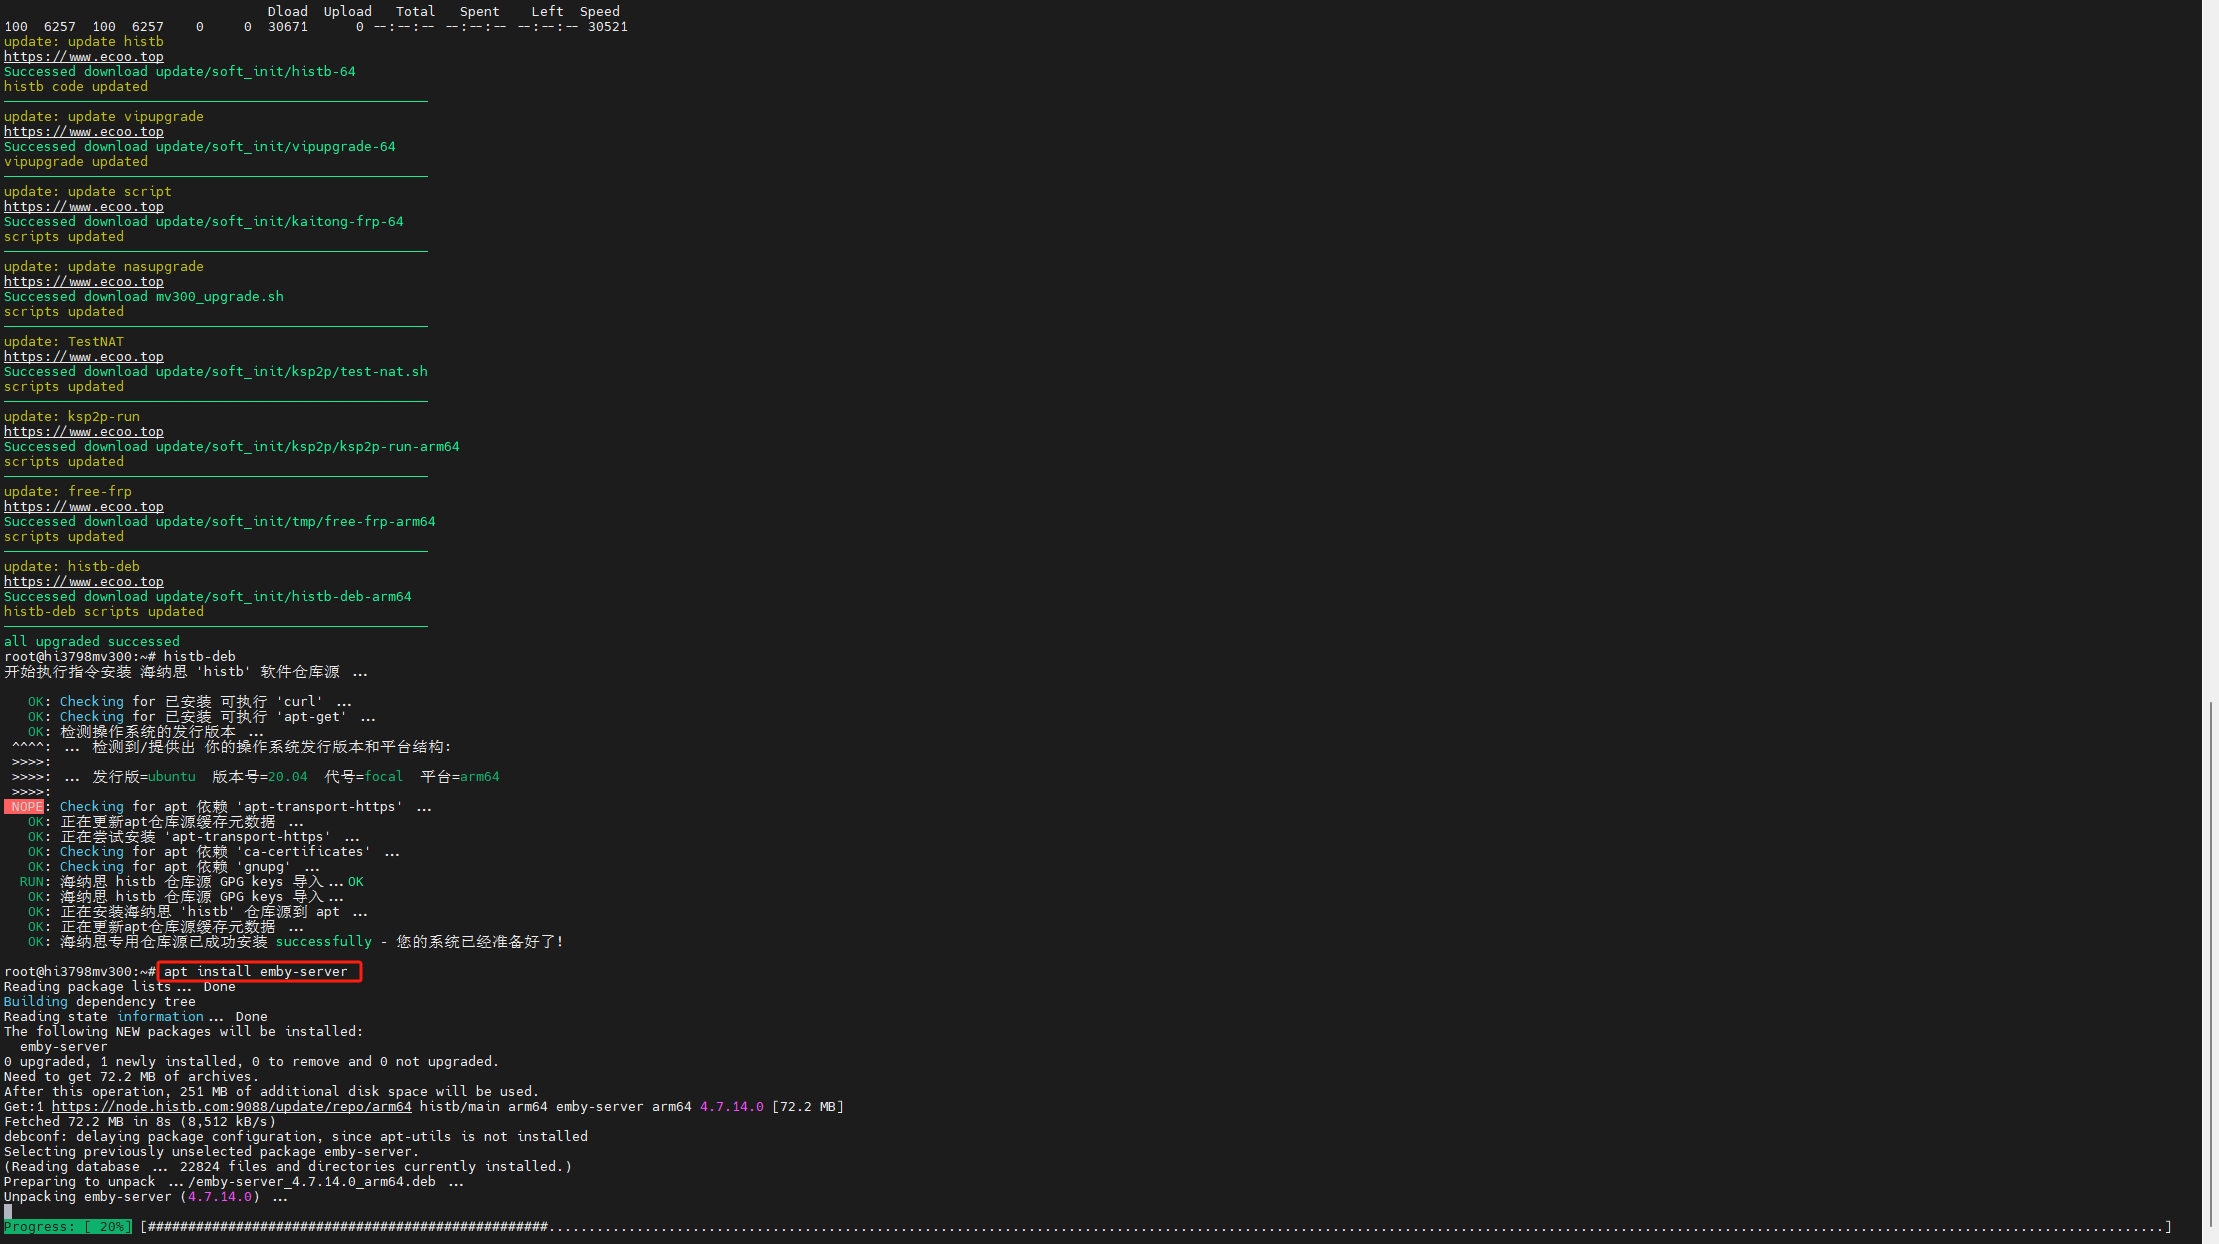 Dload  Upload   Total   Spent    Left  Speed
100  6257  100  6257    0     0  30671      0 --:--:-- --:--:-- --:--:-- 30521
update: update histb
https://www.ecoo.top
Successed download update/soft_init/histb-64
histb code updated
update: update vipupgrade
https://www.ecoo.top
Successed download update/soft_init/vipupgrade-64
vipupgrade updated
update: update script
https://www.ecoo.top
Successed download update/soft_init/kaitong-frp-64
scripts updated
update: update nasupgrade
https://www.ecoo.top
Successed download mv300_upgrade.sh
scripts updated
update: TestNAT
https://www.ecoo.top
Successed download update/soft_init/ksp2p/test-nat.sh
scripts updated
update: ksp2p-run
https://www.ecoo.top
Successed download update/soft_init/ksp2p/ksp2p-run-arm64
scripts updated
update: free-frp
https://www.ecoo.top
Successed download update/soft_init/tmp/free-frp-arm64
scripts updated
update: histb-deb
https://www.ecoo.top
Successed download update/soft_init/histb-deb-arm64
histb-deb scripts updated
all upgraded successed
root@hi3798mv300:~# histb-deb
开始执行指令安装 海纳思 'histb' 软件仓库源 ...
OK: Checking for 已安装 可执行 'curl' ...
OK: Checking for 已安装 可执行 'apt-get' ...
OK: 检测操作系统的发行版本 ...
^^^^: ... 检测到/提供出 你的操作系统发行版本和平台结构:
>>>>:
>>>>: ... 发行版=ubuntu  版本号=20.04  代号=focal  平台=arm64
>>>>:
NOPE: Checking for apt 依赖 'apt-transport-https' ...
OK: 正在更新apt仓库源缓存元数据 ...
OK: 正在尝试安装 'apt-transport-https' ...
OK: Checking for apt 依赖 'ca-certificates' ...
OK: Checking for apt 依赖 'gnupg' ...
RUN: 海纳思 histb 仓库源 GPG keys 导入...OK
OK: 海纳思 histb 仓库源 GPG keys 导入...
OK: 正在安装海纳思 'histb' 仓库源到 apt ...
OK: 正在更新apt仓库源缓存元数据 ...
OK: 海纳思专用仓库源已成功安装 successfully - 您的系统已经准备好了!
root@hi3798mv300:~# apt install emby-server
Reading package lists... Done
Building dependency tree
Reading state information... Done
The following NEW packages will be installed:
emby-server
0 upgraded, 1 newly installed, 0 to remove and 0 not upgraded.
Need to get 72.2 MB of archives.
After this operation, 251 MB of additional disk space will be used.
Get:1 https://node.histb.com:9088/update/repo/arm64 histb/main arm64 emby-server arm64 4.7.14.0 [72.2 MB]
Fetched 72.2 MB in 8s (8,512 kB/s)
debconf: delaying package configuration, since apt-utils is not installed
Selecting previously unselected package emby-server.
(Reading database ... 22824 files and directories currently installed.)
Preparing to unpack .../emby-server_4.7.14.0_arm64.deb ...
Unpacking emby-server (4.7.14.0) ...
Progress: [ 20%] [##################################################..........................................................................................................................................................................................................]